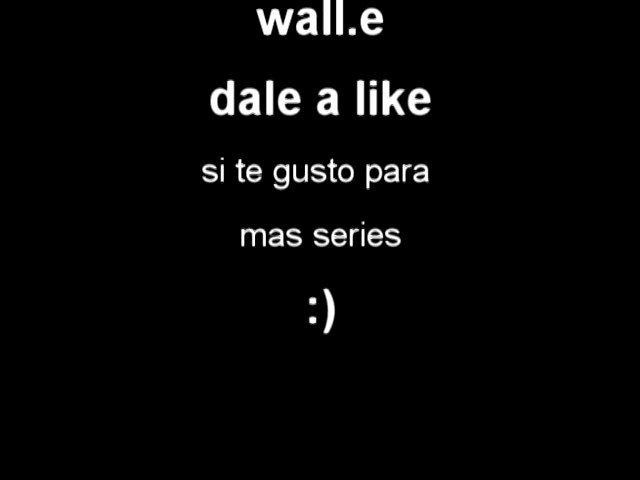 wall.e
dale a like
si te gusto para
mas series
:)